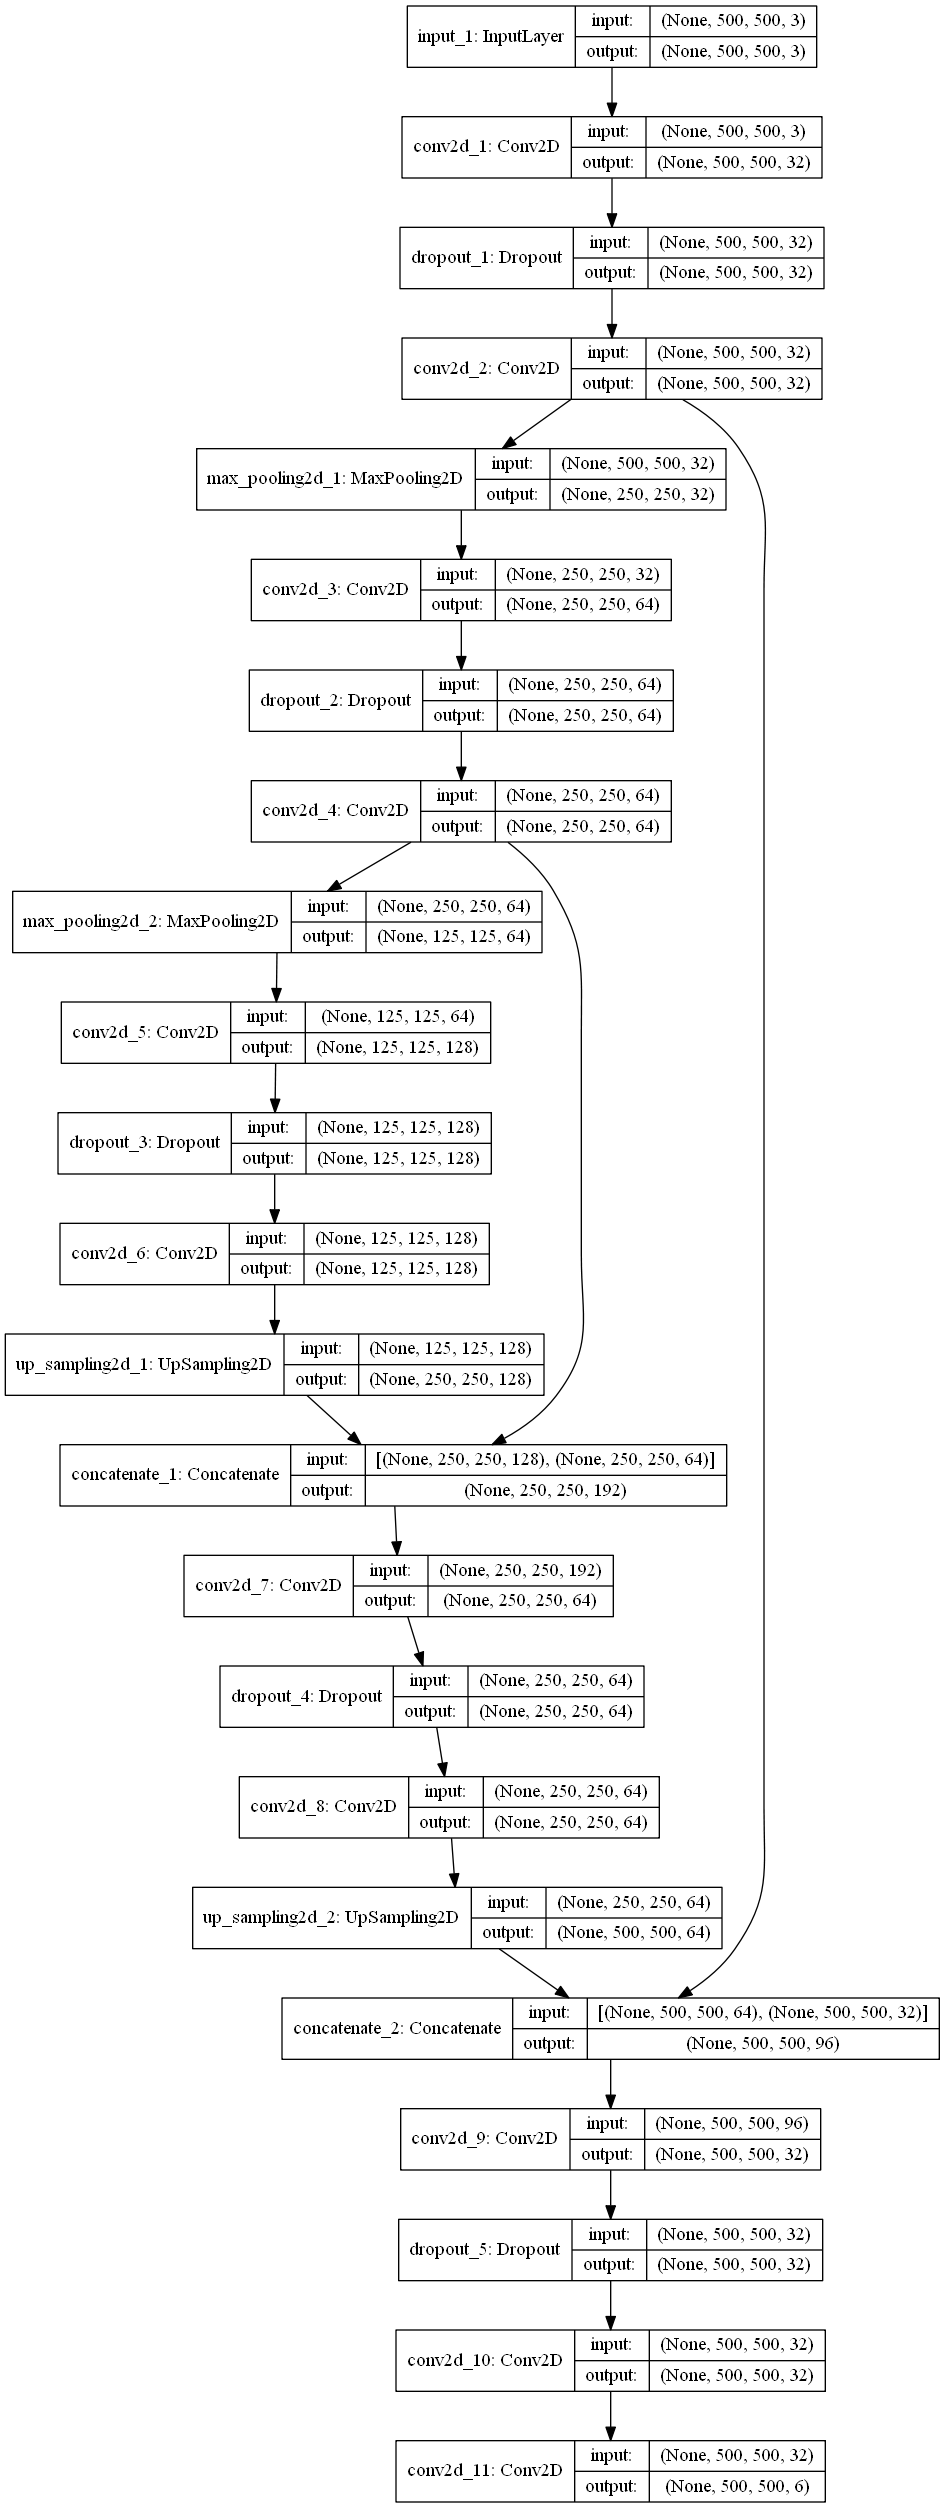 input_1: InputLayer
input: (None, 500, 500, 3)
output: (None, 500, 500, 3)
conv2d_1: Conv2D
input: (None, 500, 500, 3)
output: (None, 500, 500, 32)
dropout_1: Dropout
input: (None, 500, 500, 32)
output: (None, 500, 500, 32)
conv2d_2: Conv2D
input: (None, 500, 500, 32)
output: (None, 500, 500, 32)
max_pooling2d_1: MaxPooling2D
input: (None, 500, 500, 32)
output: (None, 250, 250, 32)
conv2d_3: Conv2D
input: (None, 250, 250, 32)
output: (None, 250, 250, 64)
dropout_2: Dropout
input: (None, 250, 250, 64)
output: (None, 250, 250, 64)
conv2d_4: Conv2D
input: (None, 250, 250, 64)
output: (None, 250, 250, 64)
max_pooling2d_2: MaxPooling2D
input: (None, 250, 250, 64)
output: (None, 125, 125, 64)
conv2d_5: Conv2D
input: (None, 125, 125, 64)
output: (None, 125, 125, 128)
dropout_3: Dropout
input: (None, 125, 125, 128)
output: (None, 125, 125, 128)
conv2d_6: Conv2D
input: (None, 125, 125, 128)
output: (None, 125, 125, 128)
up_sampling2d_1: UpSampling2D
input: (None, 125, 125, 128)
output: (None, 250, 250, 128)
concatenate_1: Concatenate
input: [(None, 250, 250, 128), (None, 250, 250, 64)]
output: (None, 250, 250, 192)
conv2d_7: Conv2D
input: (None, 250, 250, 192)
output: (None, 250, 250, 64)
dropout_4: Dropout
input: (None, 250, 250, 64)
output: (None, 250, 250, 64)
conv2d_8: Conv2D
input: (None, 250, 250, 64)
output: (None, 250, 250, 64)
up_sampling2d_2: UpSampling2D
input: (None, 250, 250, 64)
output: (None, 500, 500, 64)
concatenate_2: Concatenate
input: [(None, 500, 500, 64), (None, 500, 500, 32)]
output: (None, 500, 500, 96)
conv2d_9: Conv2D
input: (None, 500, 500, 96)
output: (None, 500, 500, 32)
dropout_5: Dropout
input: (None, 500, 500, 32)
output: (None, 500, 500, 32)
conv2d_10: Conv2D
input: (None, 500, 500, 32)
output: (None, 500, 500, 32)
conv2d_11: Conv2D
input: (None, 500, 500, 32)
output: (None, 500, 500, 6)